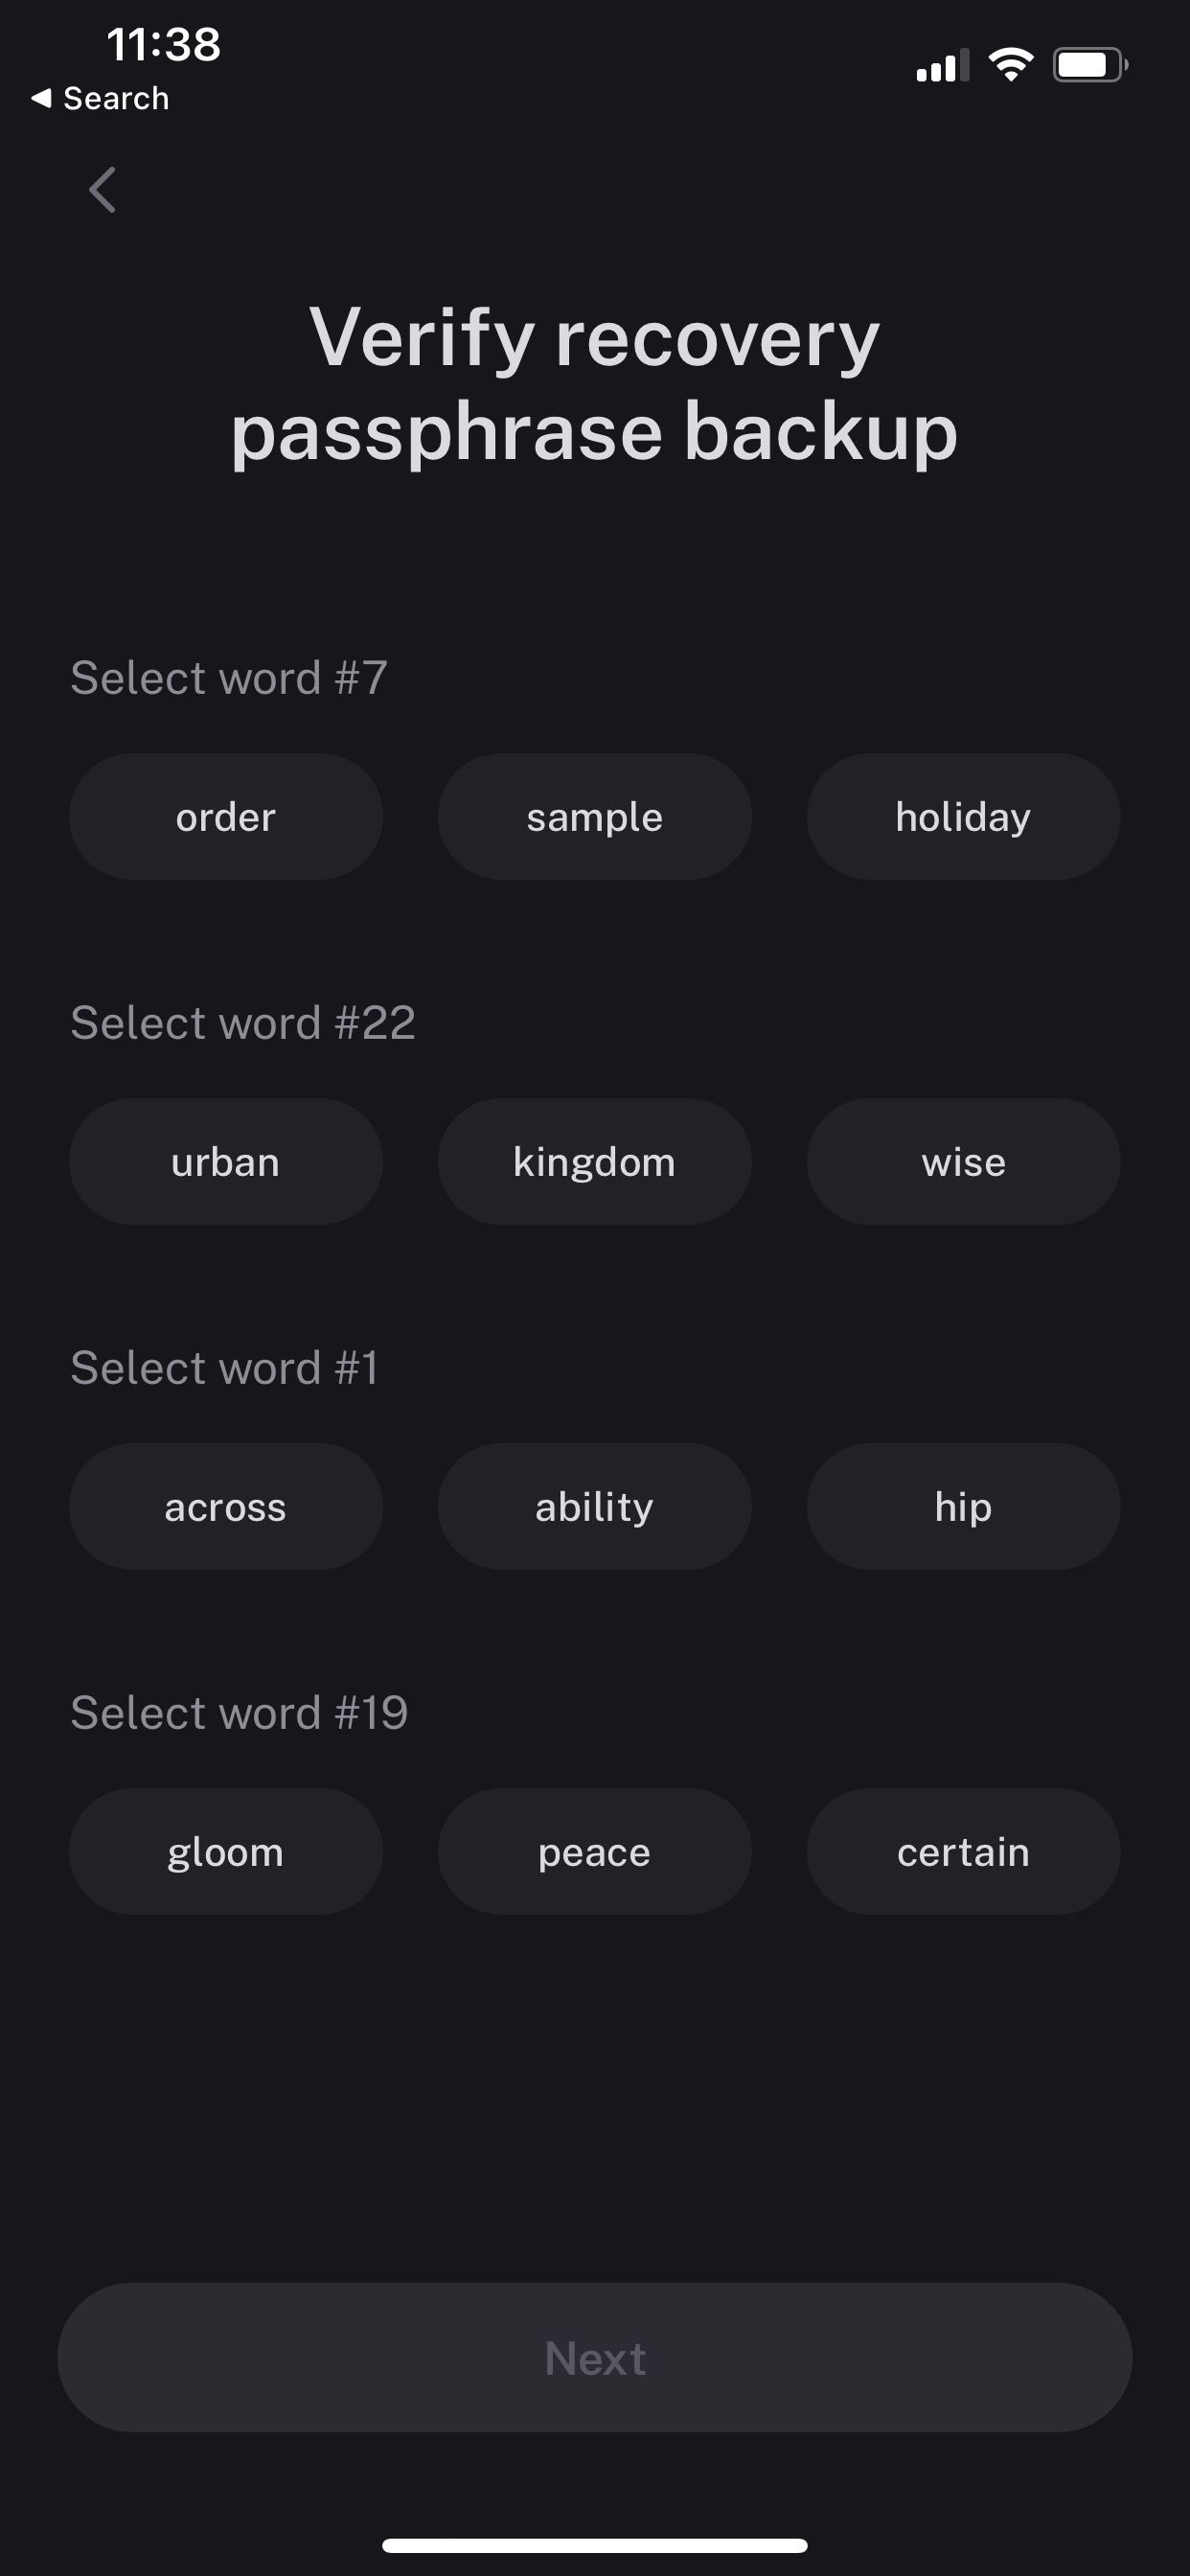 11:38
Search
Verify recovery
passphrase backup
Select word #7
order sample holiday
Select word #22
urban kingdom wise
Select word #1
across ability hip
Select word #19
gloom peace certain
Next